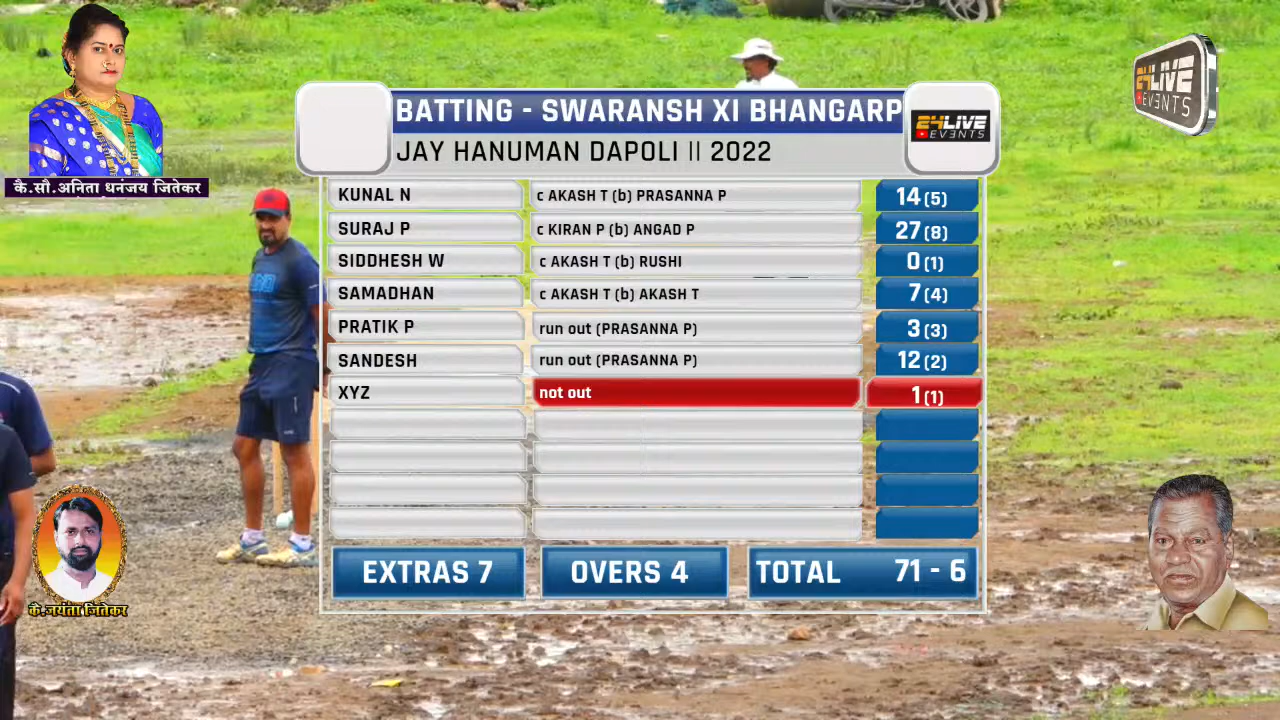 24LIVE
EVENTS
BATTING - SWARANSH XI BHANGARP
24LIVE
EVENTS
JAY HANUMAN DAPOLI || 2022
कै.सौ.अनिता धनंजय जितेकर
KUNAL N c AKASH T (b) PRASANNA P 14 (5)
SURAJ P c KIRAN P (b) ANGAD P 27 (8)
SIDDHESH W c AKASH T (b) RUSHI 0 (1)
SAMADHAN c AKASH T (b) AKASH T 7 (4)
PRATIK P run out (PRASANNA P) 3 (3)
SANDESH run out (PRASANNA P) 12 (2)
XYZ not out 1 (1)
EXTRAS 7 OVERS 4 TOTAL 71 - 6
कै.जयंता जितेकर